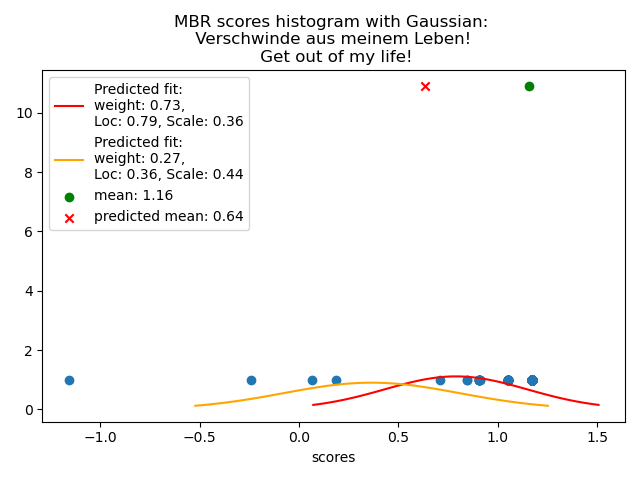 MBR scores histogram with Gaussian:
Verschwinde aus meinem Leben!
Get out of my life!
Predicted fit:
weight: 0.73,
Loc: 0.79, Scale: 0.36
Predicted fit:
weight: 0.27,
Loc: 0.36, Scale: 0.44
mean: 1.16
predicted mean: 0.64
10
8
6
4
2
0
−1.0 −0.5 0.0 0.5 1.0 1.5
scores